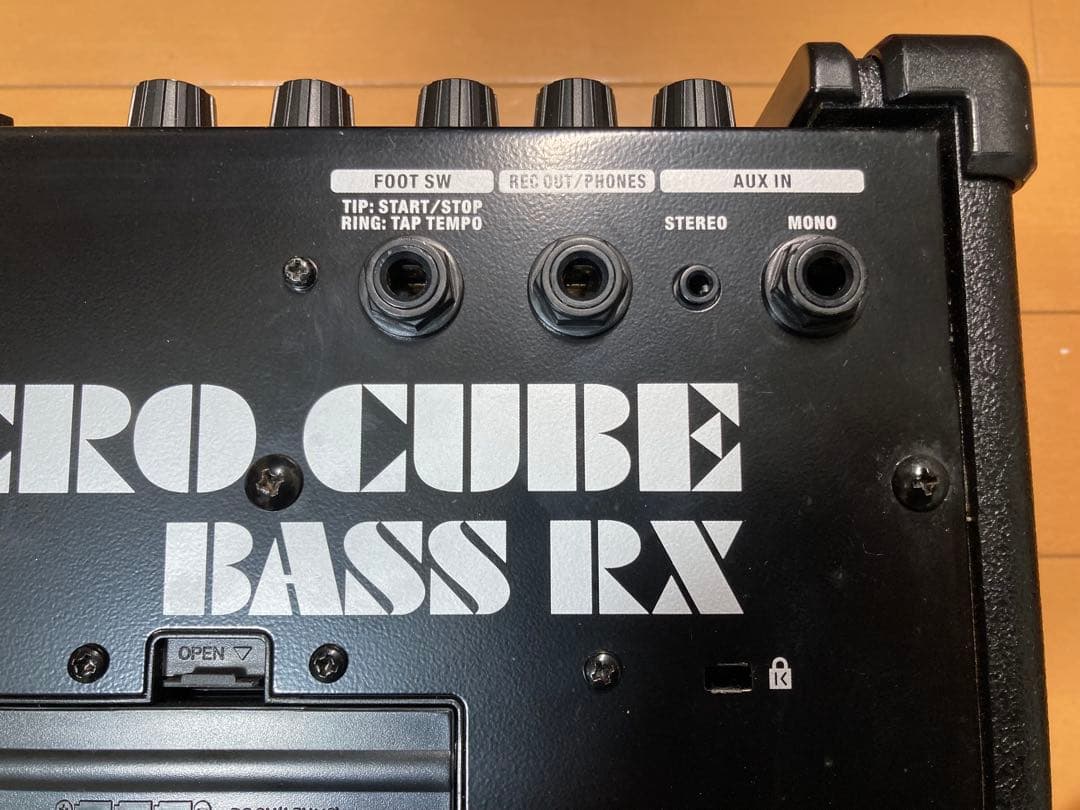 FOOT SW
TIP: START/STOP
RING: TAP TEMPO
REC OUT/PHONES
AUX IN
STEREO
MONO
CRO CUBE
BASS RX
OPEN